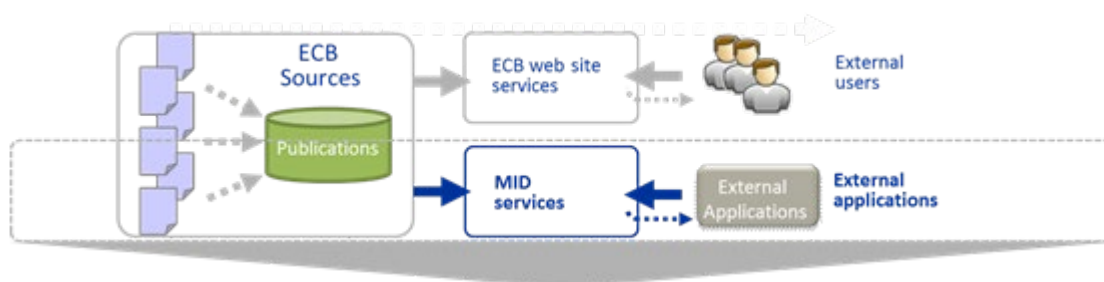 ECB
Sources
Publications
ECB web site
services
External
users
MID
services
External
Applications
External
applications